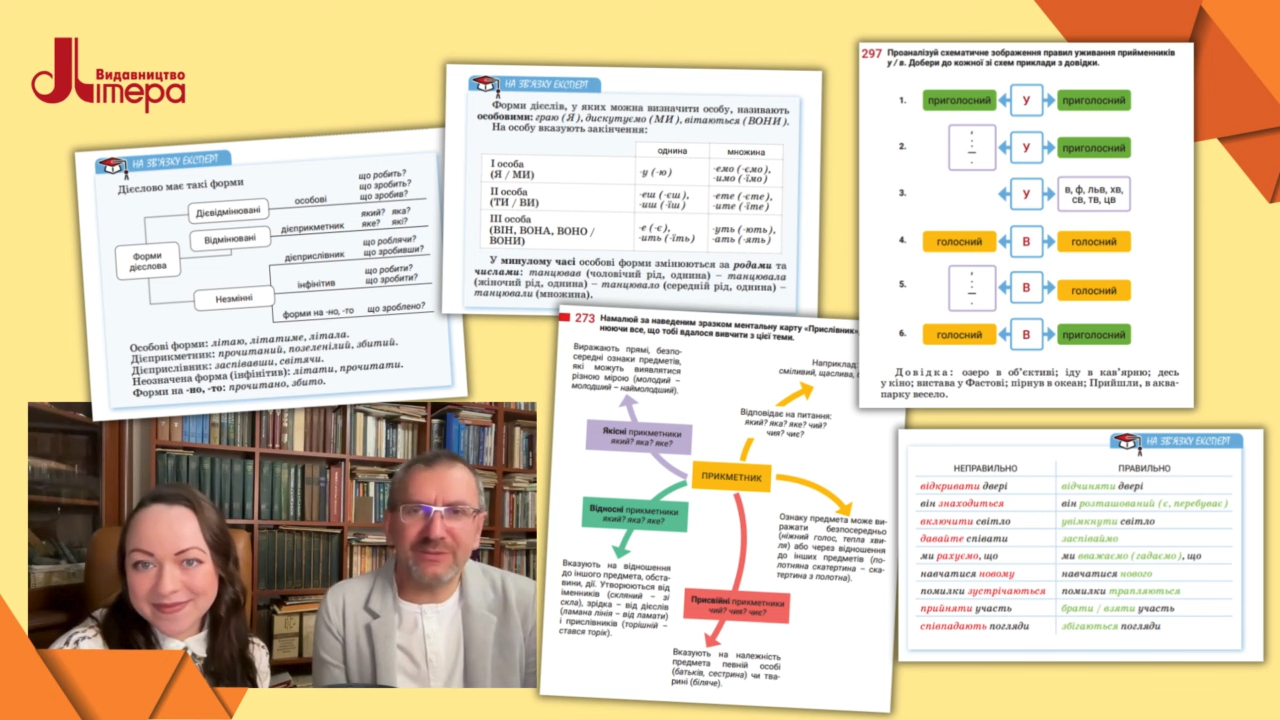 Видавництво
Літера
НА ЗВ'ЯЗКУ ЕКСПЕРТ
Дієслово має такі форми
Форми
дієслова
Дієвідмінювані
Відмінювані
Незмінні
особові
що робить?
що зробить?
що зробив?
дієприкметник
який? яка?
яке? які?
дієприслівник
що роблячи?
що зробивши?
інфінітив
що робити?
що зробити?
форми на -но, -то
що зроблено?
Особові форми: літаю, літатиме, літала.
Дієприкметник: прочитаний, позеленілий, збитий.
Дієприслівник: заспівавши, світячи.
Неозначена форма (інфінітив): літати, прочитати.
Форми на -но, -то: прочитано, збито.
НА ЗВ'ЯЗКУ ЕКСПЕРТ
Форми дієслів, у яких можна визначити особу, називають
особовими: граю (Я), дискутуємо (МИ), вітаються (ВОНИ).
На особу вказують закінчення:
однина множина
І особа
(Я / МИ)
-у (-ю)
-емо (-ємо),
-имо (-їмо)
ІІ особа
(ТИ / ВИ)
-еш (-єш),
-иш (-їш)
-ете (-єте),
-ите (-їте)
ІІІ особа
(ВІН, ВОНА, ВОНО /
ВОНИ)
-е (-є),
-ить (-їть)
-уть (-ють),
-ать (-ять)
У минулому часі особові форми змінюються за родами та
числами: танцював (чоловічий рід, однина) – танцювала
(жіночий рід, однина) – танцювало (середній рід, однина) –
танцювали (множина).
297 Проаналізуй схематичне зображення правил уживання прийменників
у / в. Добери до кожної зі схем приклади з довідки.
1. приголосний У приголосний
2. У приголосний
3. У в, ф, льв, хв,
св, тв, цв
4. голосний В голосний
5. В голосний
6. голосний В приголосний
Довідка: озеро в об'єктиві; іду в кав'ярню; десь
у кіно; вистава у Фастові; пірнув в океан; Прийшли, в аква-
парку весело.
273 Намалюй за наведеним зразком ментальну карту «Прислівник»
нюючи все, що тобі вдалося вивчити з цієї теми.
Виражають прямі, безпо-
середні ознаки предметів,
які можуть виявлятися
різною мірою (молодий –
молодший – наймолодший).
Наприклад:
сміливий, щаслива,
Відповідає на питання:
який? яка? яке? чий?
чия? чиє?
Якісні прикметники
який? яка? яке?
ПРИКМЕТНИК
Відносні прикметники
який? яка? яке?
Ознаку предмета може ви-
ражати безпосередньо
(ніжний голос, тепла хви-
ля) або через відношення
до інших предметів (по-
лотняна скатертина – ска-
тертина з полотна).
Вказують на відношення
до іншого предмета, обста-
вини, дії. Утворюються від
іменників (скляний – зі
скла), зрідка – від дієслів
(ламана лінія – від ламати)
і прислівників (торішній –
стався торік).
Присвійні прикметники
чий? чия? чиє?
Вказують на належність
предмета певній особі
(батьків, сестрина) чи тва-
рині (біляче).
НА ЗВ'ЯЗКУ ЕКСПЕРТ
НЕПРАВИЛЬНО ПРАВИЛЬНО
відкривати двері відчиняти двері
він знаходиться він розташований (є, перебуває)
включити світло увімкнути світло
давайте співати заспіваймо
ми рахуємо, що ми вважаємо (гадаємо), що
навчатися новому навчатися нового
помилки зустрічаються помилки трапляються
прийняти участь брати / взяти участь
співпадають погляди збігаються погляди